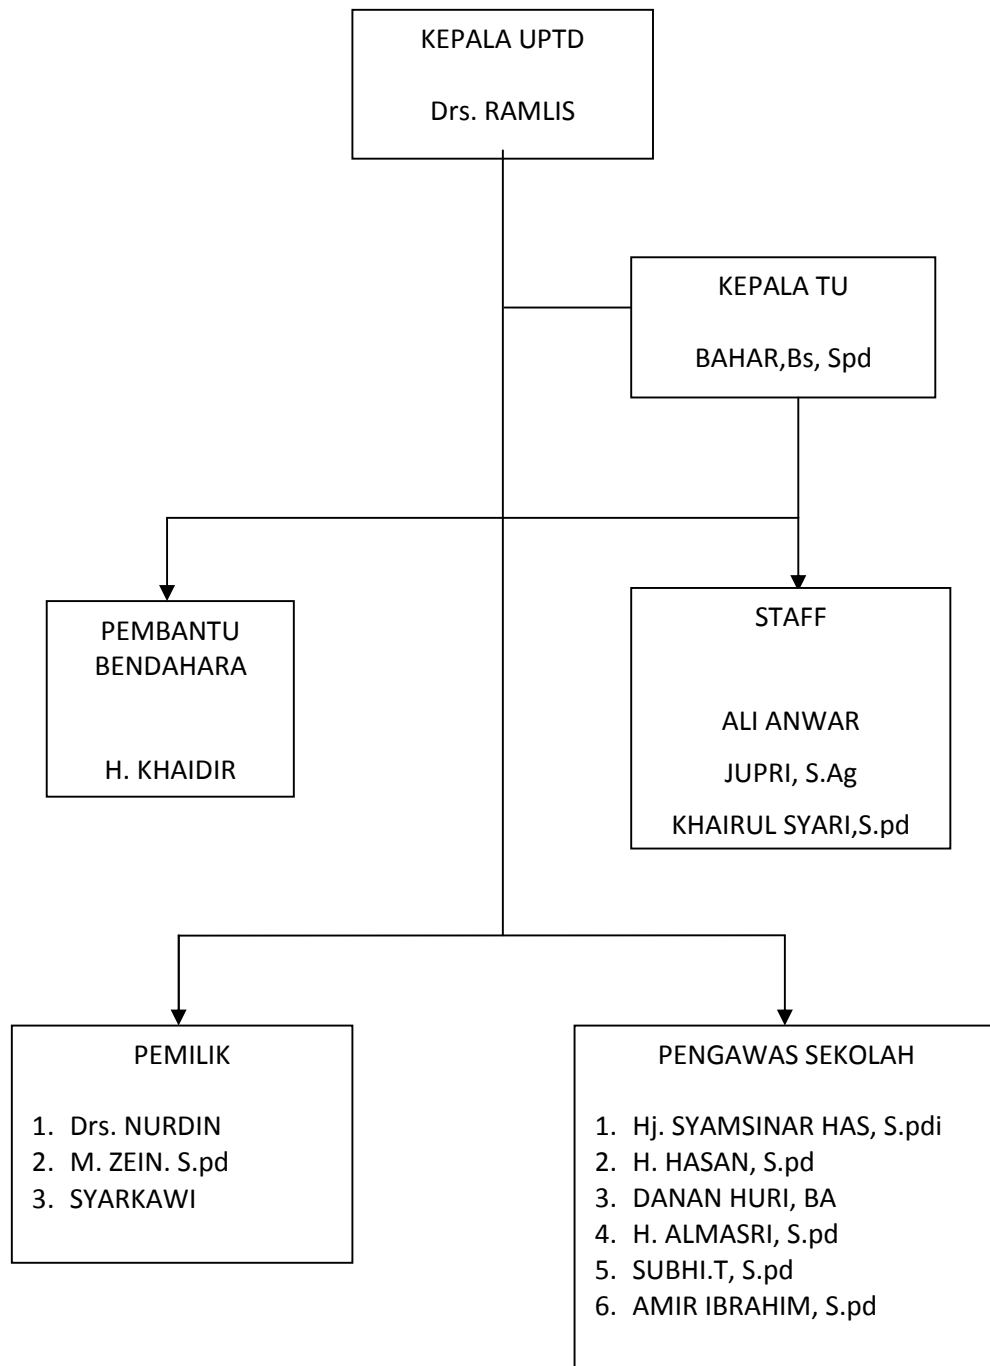 KEPALA UPTD
Drs. RAMLIS
KEPALA TU
BAHAR,Bs, Spd
PEMBANTU
BENDAHARA
H. KHAIDIR
STAFF
ALI ANWAR
JUPRI, S.Ag
KHAIRUL SYARI,S.pd
PEMILIK
1. Drs. NURDIN
2. M. ZEIN. S.pd
3. SYARKAWI
PENGAWAS SEKOLAH
1. Hj. SYAMSINAR HAS, S.pdi
2. H. HASAN, S.pd
3. DANAN HURI, BA
4. H. ALMASRI, S.pd
5. SUBHI.T, S.pd
6. AMIR IBRAHIM, S.pd